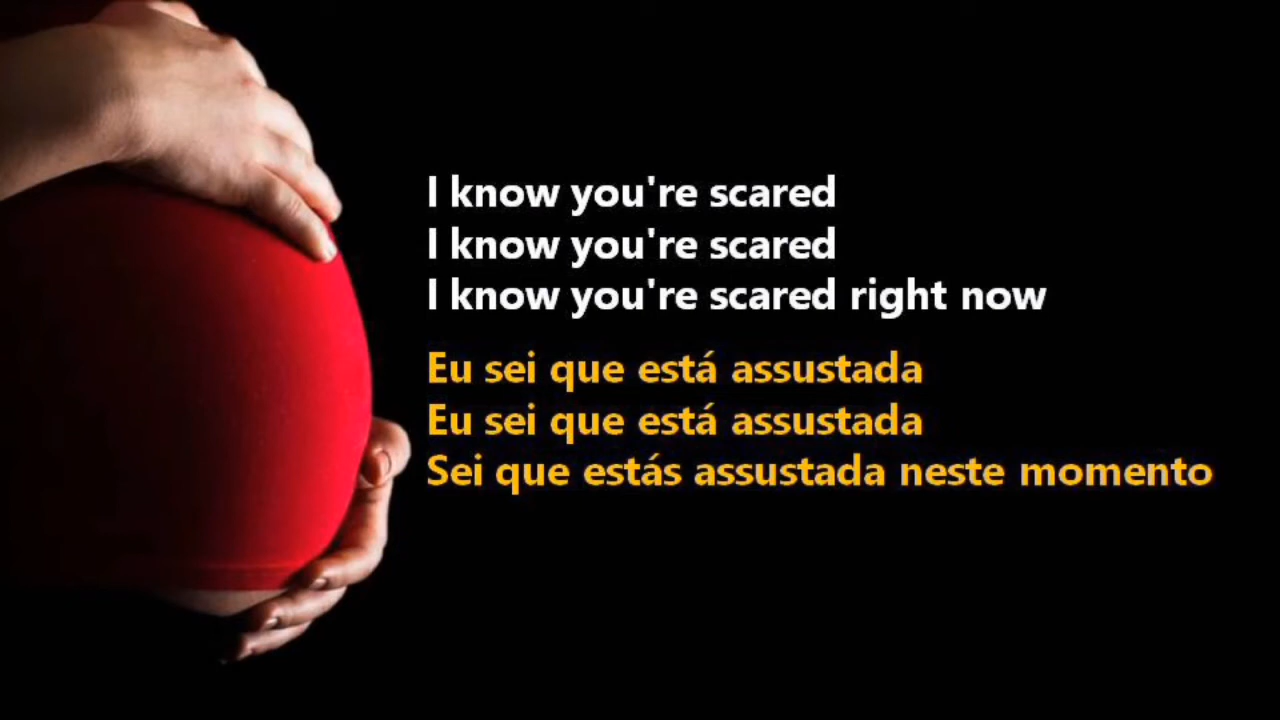 I know you're scared
I know you're scared
I know you're scared right now
Eu sei que está assustada
Eu sei que está assustada
Sei que estás assustada neste momento